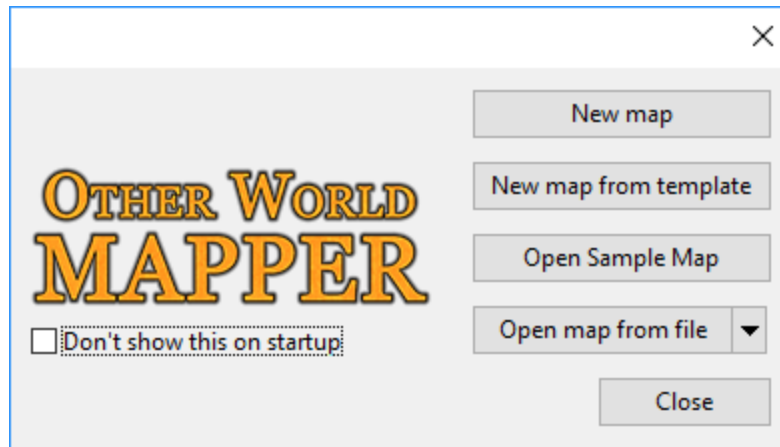 New map
New map from template
OTHER WORLD
MAPPER
Open Sample Map
Open map from file
Don't show this on startup
Close